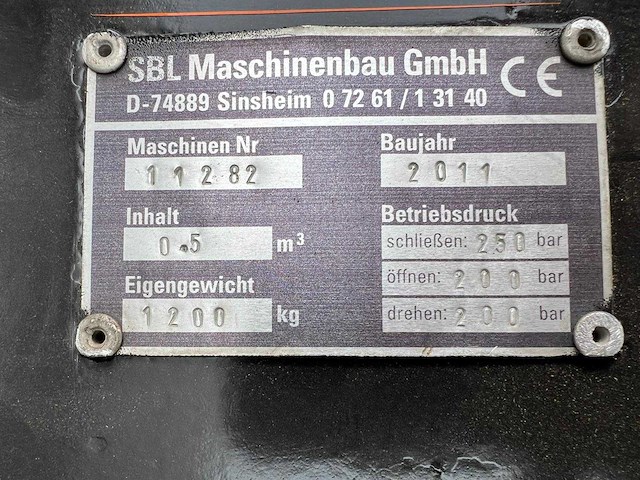 SBL Maschinenbau GmbH CE
D-74889 Sinsheim 0 72 61 / 1 31 40
Maschinen Nr
11282
Baujahr
2011
Inhalt
0.5 m³
Eigengewicht
1200 kg
Betriebsdruck
schließen: 250 bar
öffnen: 200 bar
drehen: 200 bar